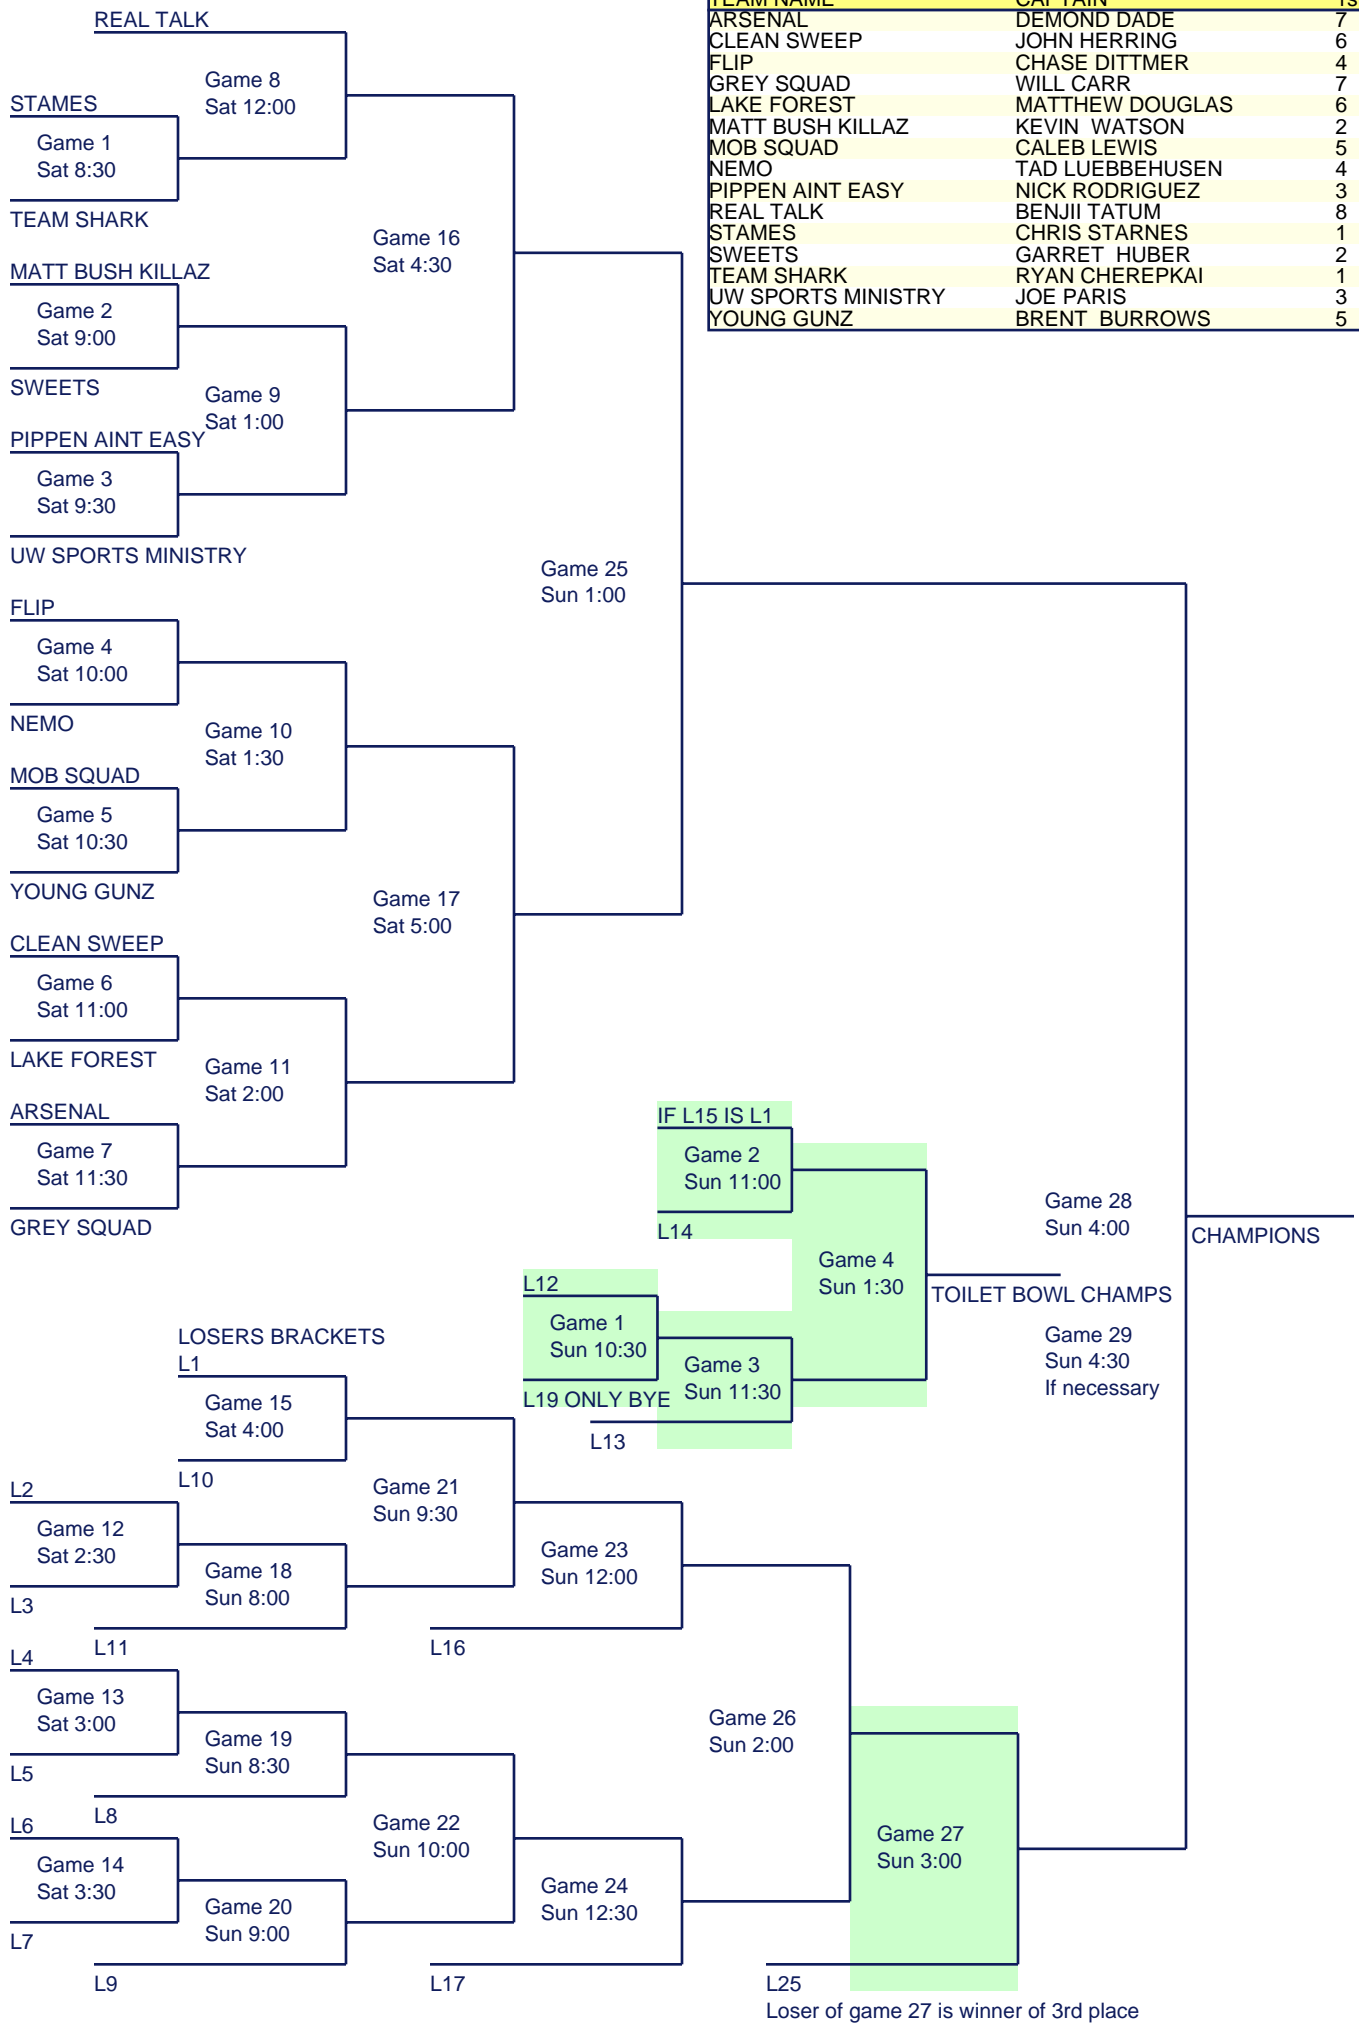 TEAM NAME CAPTAIN
ARSENAL DEMOND DADE 7
CLEAN SWEEP JOHN HERRING 6
FLIP CHASE DITTMER 4
GREY SQUAD WILL CARR 7
LAKE FOREST MATTHEW DOUGLAS 6
MATT BUSH KILLAZ KEVIN WATSON 2
MOB SQUAD CALEB LEWIS 5
NEMO TAD LUEBBEHUSEN 4
PIPPEN AINT EASY NICK RODRIGUEZ 3
REAL TALK BENJII TATUM 8
STAMES CHRIS STARNES 1
SWEETS GARRET HUBER 2
TEAM SHARK RYAN CHEREPKAI 1
UW SPORTS MINISTRY JOE PARIS 3
YOUNG GUNZ BRENT BURROWS 5
REAL TALK
Game 8
Sat 12:00
STAMES
Game 1
Sat 8:30
TEAM SHARK
Game 16
Sat 4:30
MATT BUSH KILLAZ
Game 2
Sat 9:00
SWEETS
Game 9
Sat 1:00
PIPPEN AINT EASY
Game 3
Sat 9:30
UW SPORTS MINISTRY
Game 25
Sun 1:00
FLIP
Game 4
Sat 10:00
NEMO
Game 10
Sat 1:30
MOB SQUAD
Game 5
Sat 10:30
YOUNG GUNZ
Game 17
Sat 5:00
CLEAN SWEEP
Game 6
Sat 11:00
LAKE FOREST
Game 11
Sat 2:00
ARSENAL
Game 7
Sat 11:30
GREY SQUAD
IF L15 IS L1
Game 2
Sun 11:00
L14
Game 4
Sun 1:30
Game 28
Sun 4:00
CHAMPIONS
L12
Game 1
Sun 10:30
L19 ONLY BYE
Game 3
Sun 11:30
L13
TOILET BOWL CHAMPS
Game 29
Sun 4:30
If necessary
LOSERS BRACKETS
L1
Game 15
Sat 4:00
L10
Game 21
Sun 9:30
L2
Game 12
Sat 2:30
L3
Game 18
Sun 8:00
L11
Game 23
Sun 12:00
L16
L4
Game 13
Sat 3:00
L5
Game 19
Sun 8:30
L8
Game 26
Sun 2:00
L6
Game 14
Sat 3:30
L7
Game 22
Sun 10:00
Game 20
Sun 9:00
L9
Game 24
Sun 12:30
L17
Game 27
Sun 3:00
L25
Loser of game 27 is winner of 3rd place